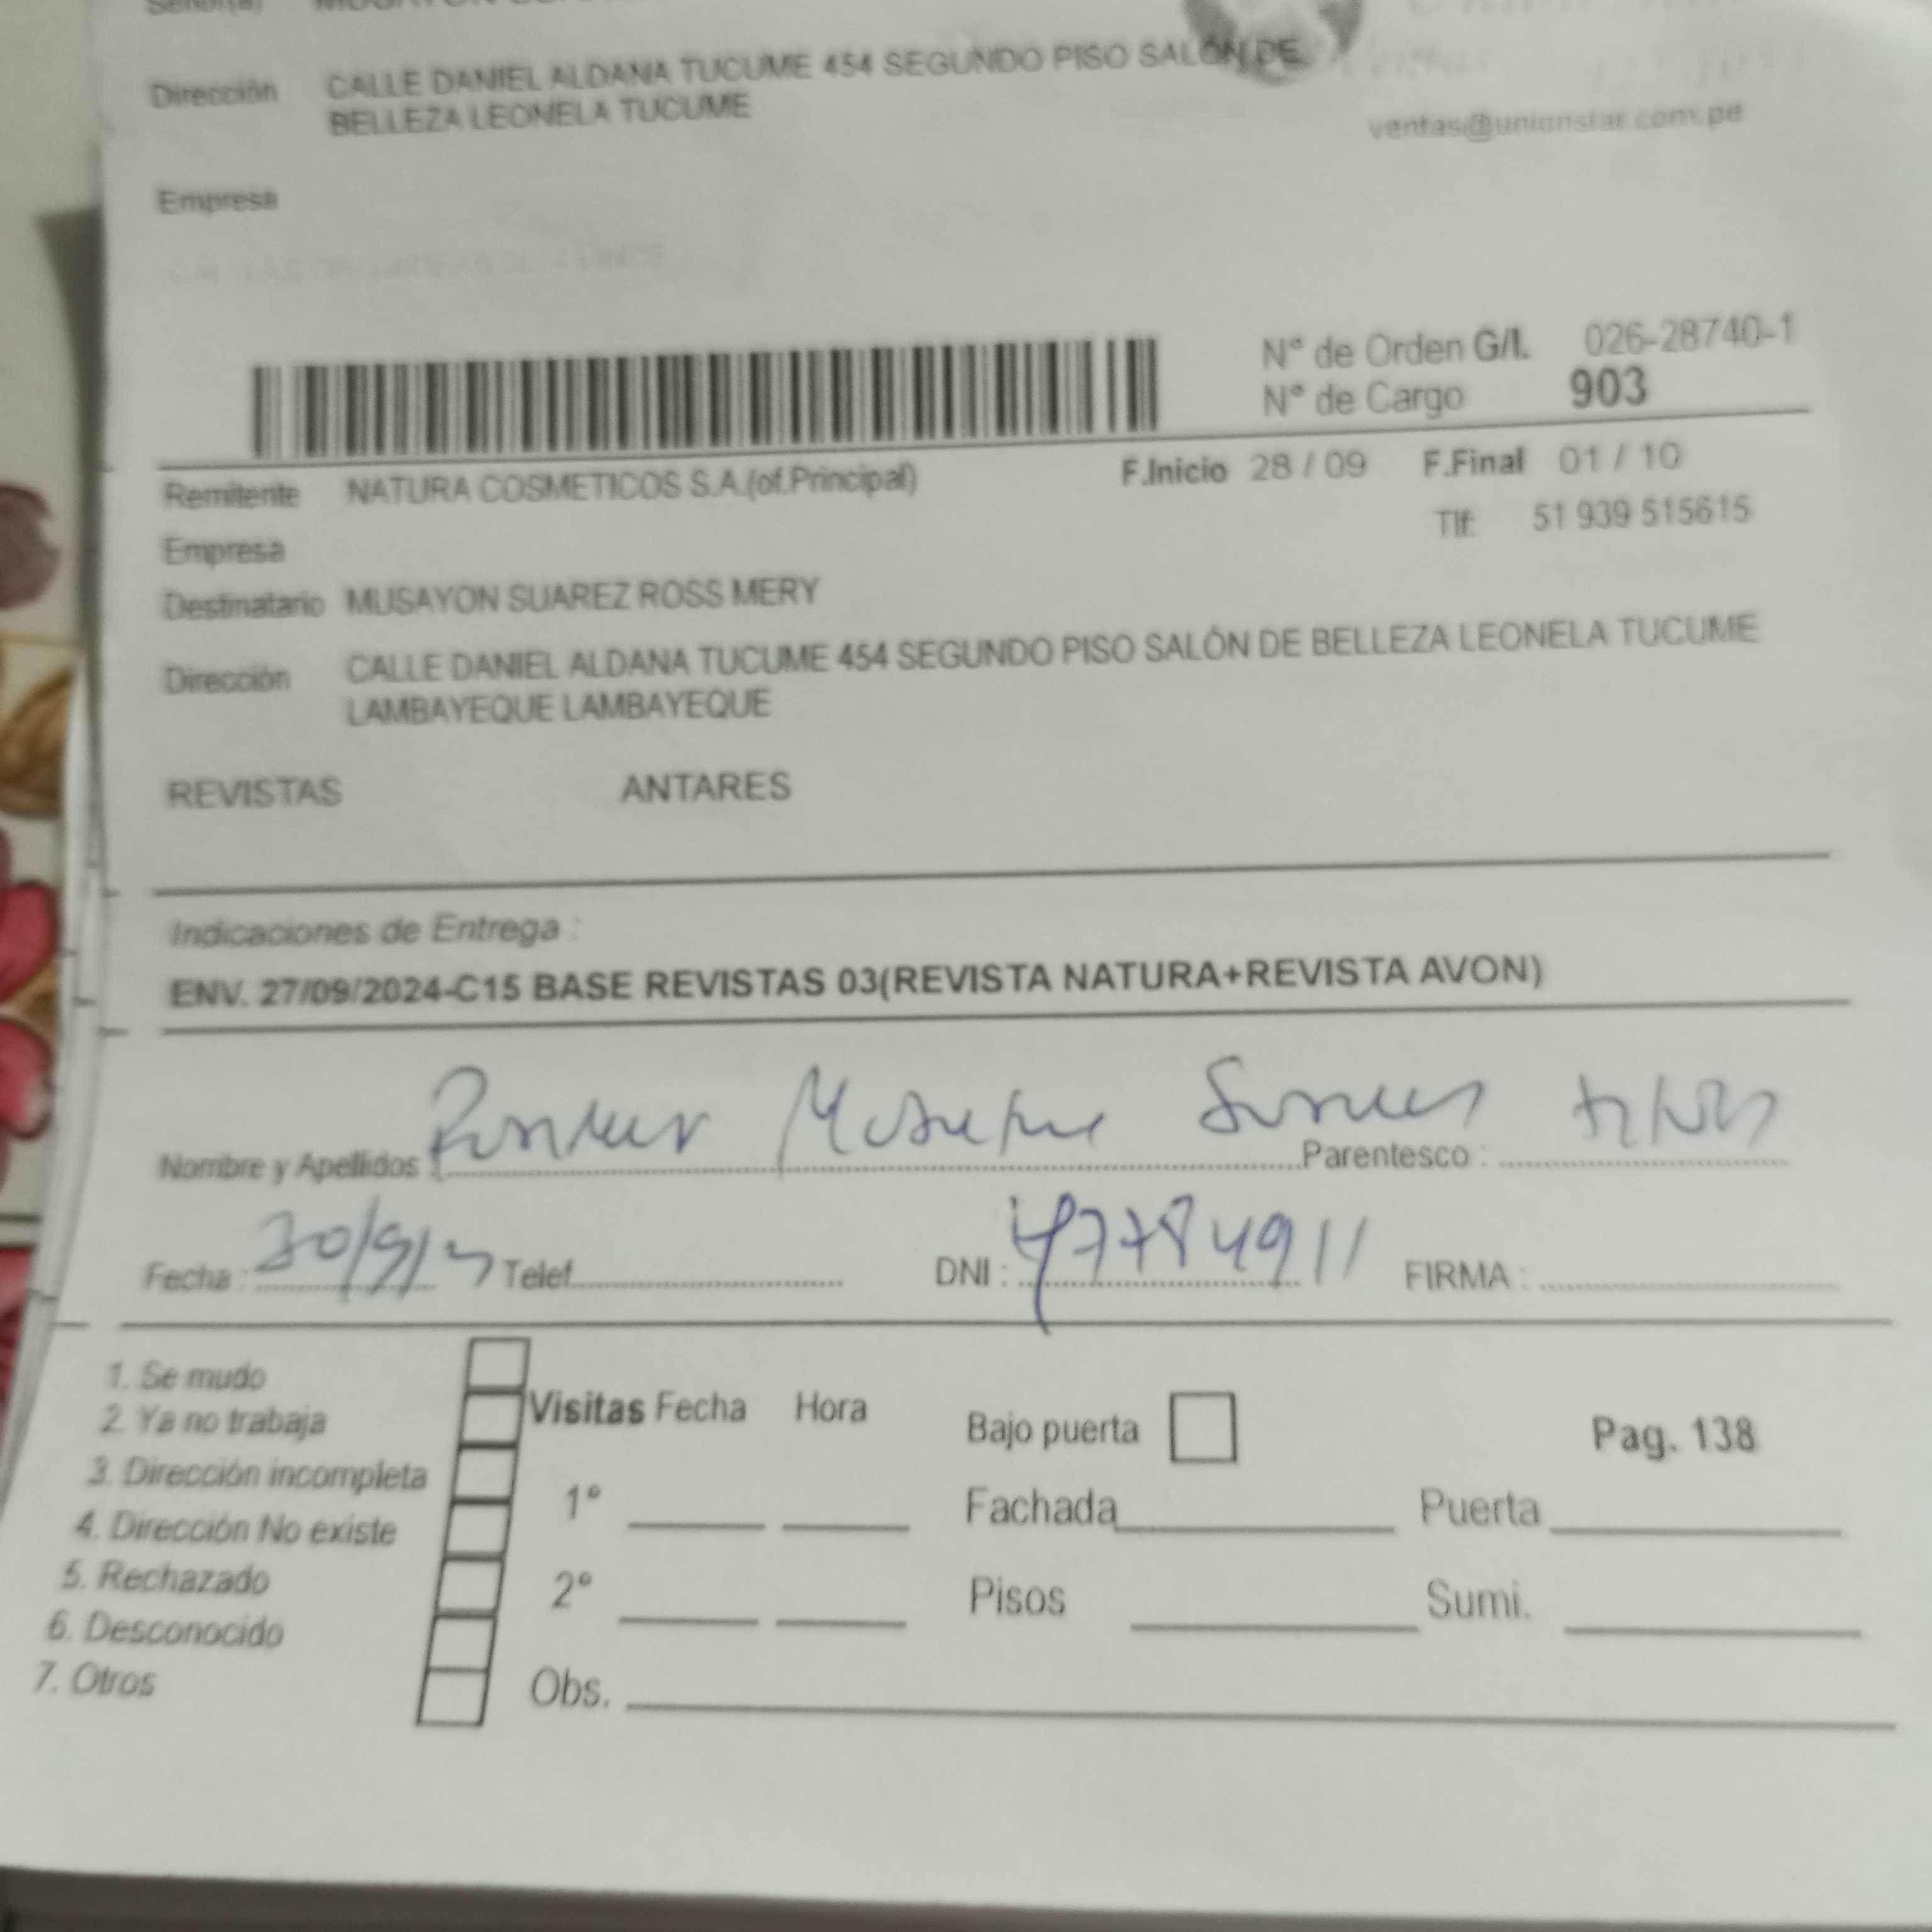 Señor(a)
Dirección CALLE DANIEL ALDANA TUCUME 454 SEGUNDO PISO SALÓN DE
BELLEZA LEONELA TUCUME
ventas@unionstar.com.pe
Empresa
N° de Orden G/I. 026-28740-1
N° de Cargo 903
Remitente NATURA COSMETICOS S.A.(of.Principal) F.Inicio 28 / 09 F.Final 01 / 10
Tlf: 51 939 515615
Empresa
Destinatario MUSAYON SUAREZ ROSS MERY
Dirección CALLE DANIEL ALDANA TUCUME 454 SEGUNDO PISO SALÓN DE BELLEZA LEONELA TUCUME
LAMBAYEQUE LAMBAYEQUE
REVISTAS ANTARES
Indicaciones de Entrega :
ENV. 27/09/2024-C15 BASE REVISTAS 03(REVISTA NATURA+REVISTA AVON)
Nombre y Apellidos : Parentesco :
Fecha : Telef. DNI : 47784911 FIRMA :
1. Se mudo
2. Ya no trabaja
3. Dirección incompleta
4. Dirección No existe
5. Rechazado
6. Desconocido
7. Otros
Visitas Fecha Hora
1°
2°
Obs.
Bajo puerta Pag. 138
Fachada Puerta
Pisos Sumi.